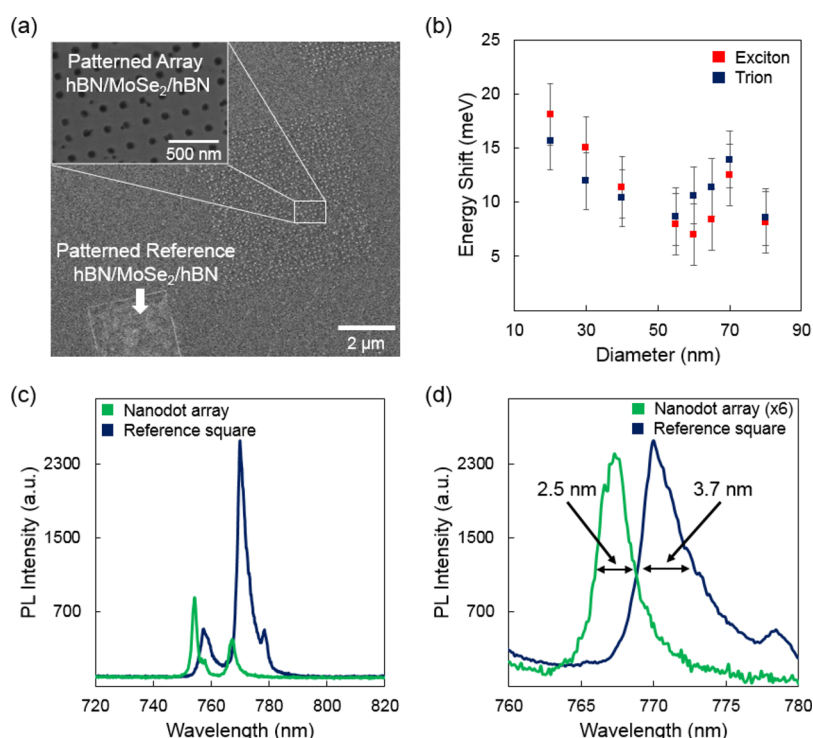 (a)
Patterned Array
hBN/MoSe₂/hBN
500 nm
Patterned Reference
hBN/MoSe₂/hBN
2 µm
(b)
25
20
15
10
5
Energy Shift (meV)
Exciton
Trion
10 30 50 70 90
Diameter (nm)
(c)
Nanodot array
Reference square
2300
1500
700
PL Intensity (a.u.)
720 740 760 780 800 820
Wavelength (nm)
(d)
Nanodot array (x6)
Reference square
2300
1500
700
PL Intensity (a.u.)
2.5 nm
3.7 nm
760 765 770 775 780
Wavelength (nm)